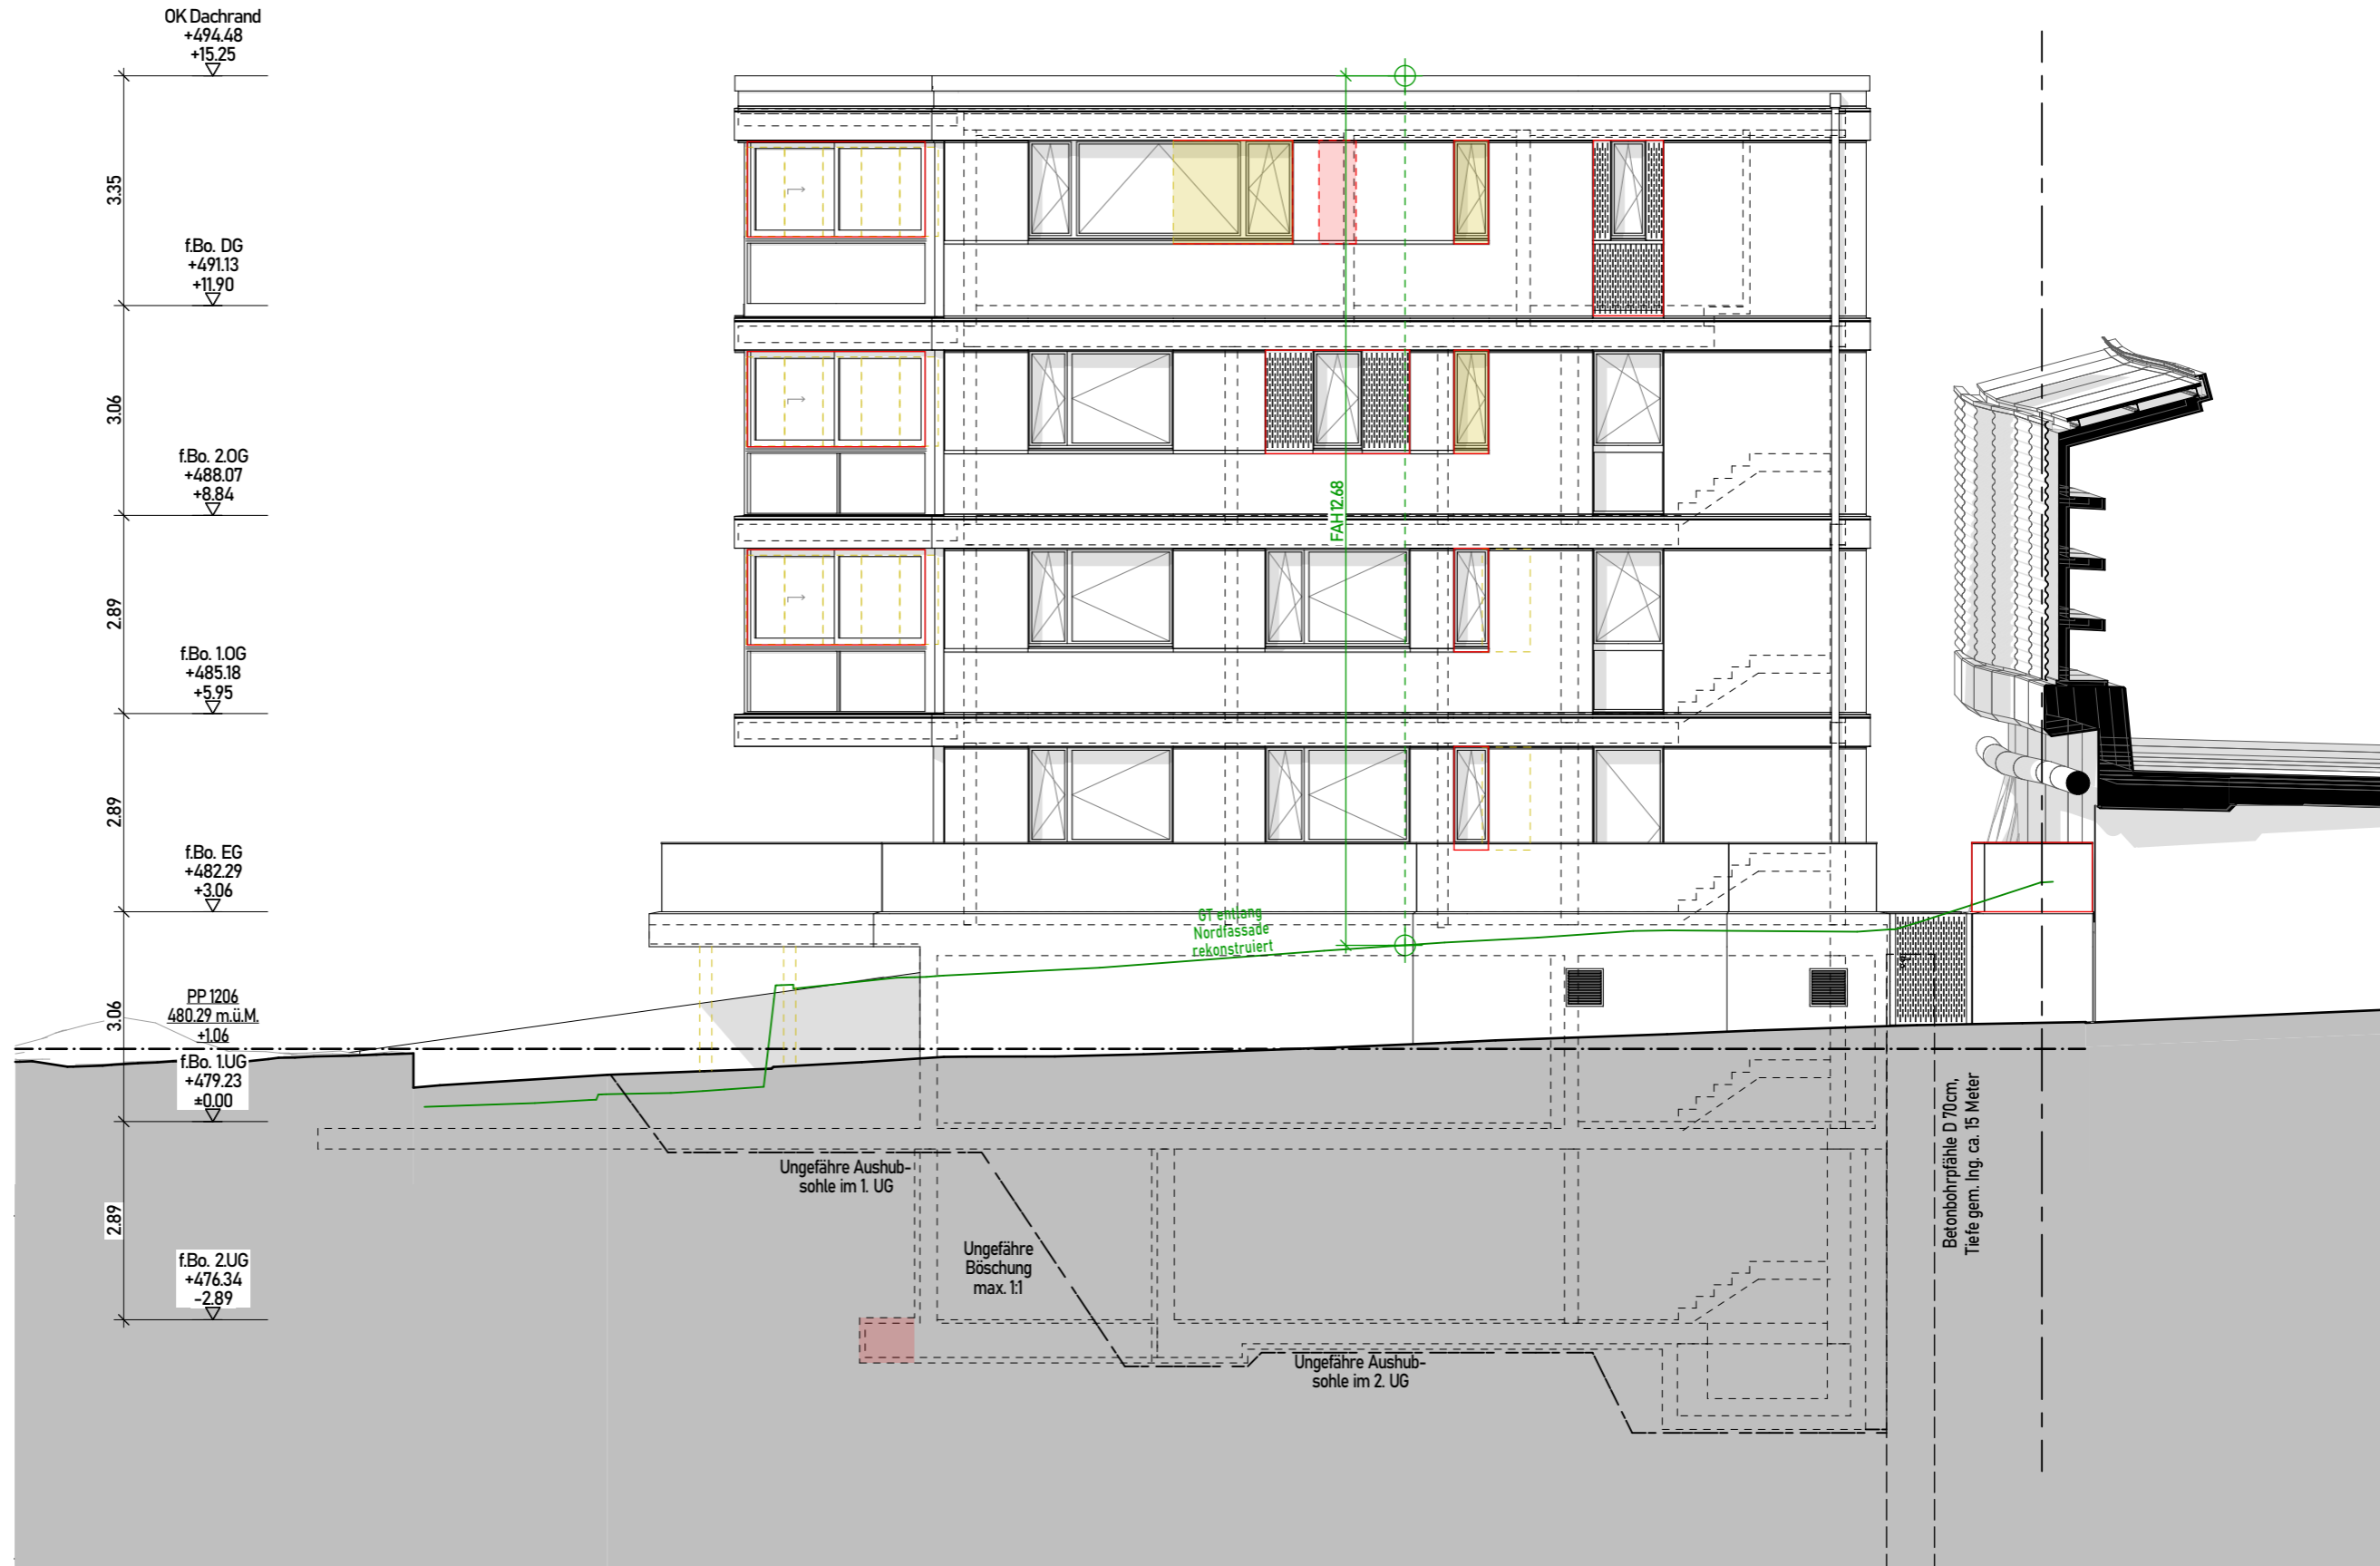 OK Dachrand
+494.48
+15.25
3.35
f.Bo. DG
+491.13
+11.90
3.06
f.Bo. 2.OG
+488.07
+8.84
2.89
f.Bo. 1.OG
+485.18
+5.95
2.89
f.Bo. EG
+482.29
+3.06
3.06
PP 1206
480.29 m.ü.M.
+1.06
f.Bo. 1.UG
+479.23
±0.00
2.89
f.Bo. 2.UG
+476.34
-2.89
FAH 12.68
GT entlang
Nordfassade
rekonstruiert
Ungefähre Aushub-
sohle im 1. UG
Ungefähre
Böschung
max. 1:1
Ungefähre Aushub-
sohle im 2. UG
Betonbohrpfähle D 70cm,
Tiefe gem. Ing. ca. 15 Meter